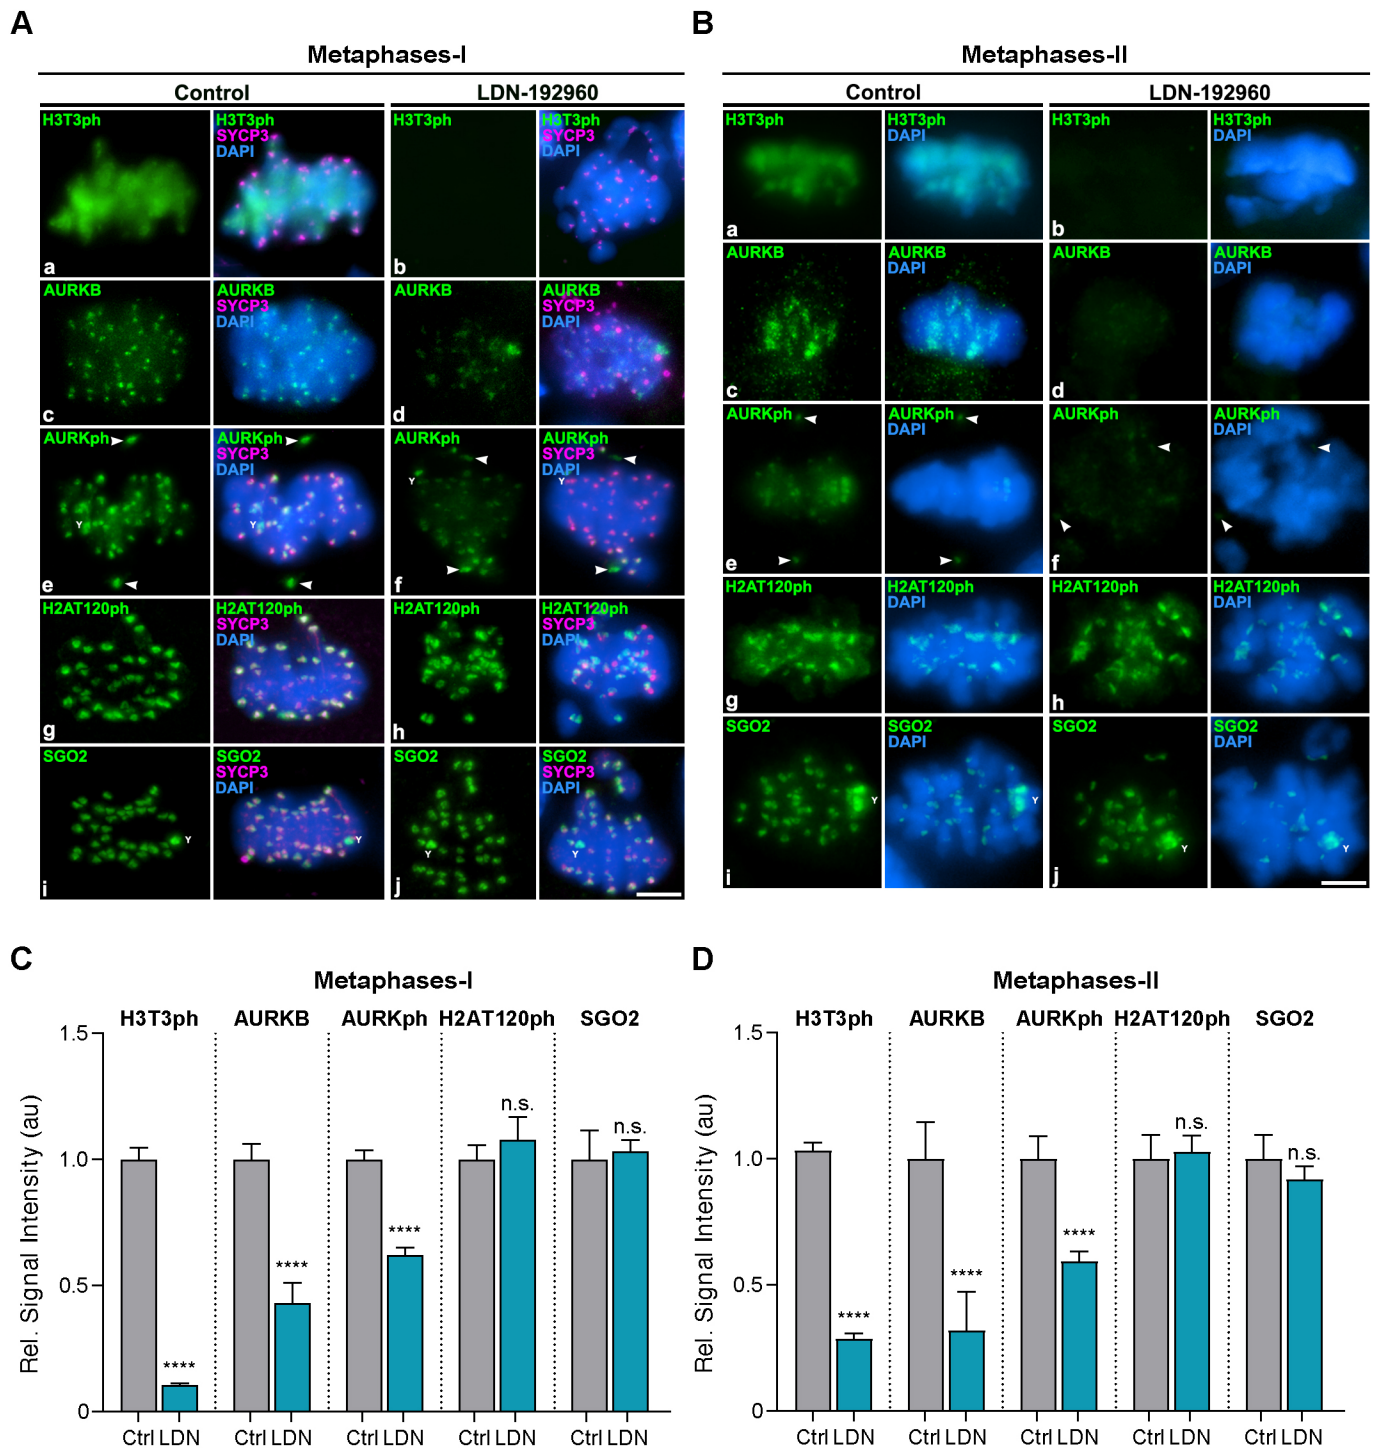 A
Metaphases-I
Control
LDN-192960
H3T3ph
H3T3ph
SYCP3
DAPI
a
H3T3ph
H3T3ph
SYCP3
DAPI
b
AURKB
AURKB
SYCP3
DAPI
c
AURKB
AURKB
SYCP3
DAPI
d
AURKph
Y
AURKph
SYCP3
DAPI
Y
e
AURKph
Y
AURKph
SYCP3
DAPI
Y
f
H2AT120ph
H2AT120ph
SYCP3
DAPI
g
H2AT120ph
H2AT120ph
SYCP3
DAPI
h
SGO2
Y
SGO2
SYCP3
DAPI
Y
i
SGO2
Y
SGO2
SYCP3
DAPI
Y
j
B
Metaphases-II
Control
LDN-192960
H3T3ph
H3T3ph
DAPI
a
H3T3ph
H3T3ph
DAPI
b
AURKB
AURKB
DAPI
c
AURKB
AURKB
DAPI
d
AURKph
AURKph
DAPI
e
AURKph
AURKph
DAPI
f
H2AT120ph
H2AT120ph
DAPI
g
H2AT120ph
H2AT120ph
DAPI
h
SGO2
Y
SGO2
DAPI
Y
i
SGO2
Y
SGO2
DAPI
Y
j
C
Metaphases-I
H3T3ph AURKB AURKph H2AT120ph SGO2
Rel. Signal Intensity (au)
1.5
1.0
0.5
0
****
****
****
n.s.
n.s.
Ctrl LDN Ctrl LDN Ctrl LDN Ctrl LDN Ctrl LDN
D
Metaphases-II
H3T3ph AURKB AURKph H2AT120ph SGO2
Rel. Signal Intensity (au)
1.5
1.0
0.5
0
****
****
****
n.s.
n.s.
Ctrl LDN Ctrl LDN Ctrl LDN Ctrl LDN Ctrl LDN